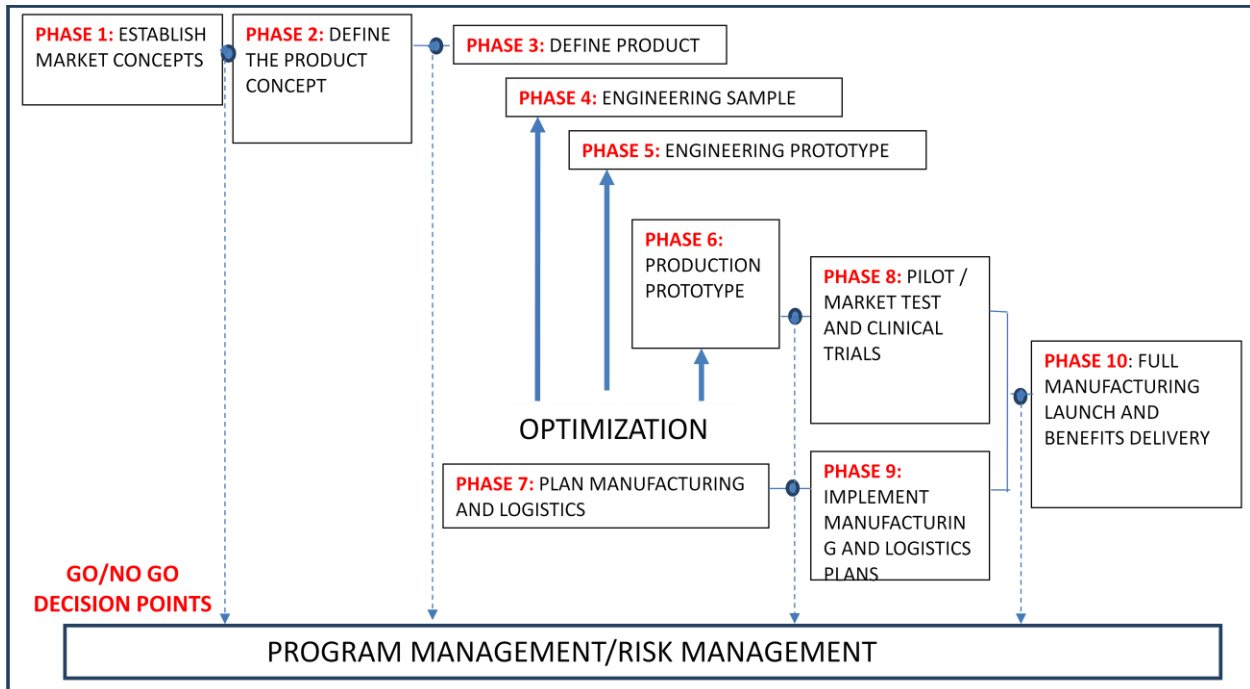 PHASE 1: ESTABLISH
MARKET CONCEPTS
PHASE 2: DEFINE
THE PRODUCT
CONCEPT
PHASE 3: DEFINE PRODUCT
PHASE 4: ENGINEERING SAMPLE
PHASE 5: ENGINEERING PROTOTYPE
PHASE 6:
PRODUCTION
PROTOTYPE
PHASE 8: PILOT /
MARKET TEST
AND CLINICAL
TRIALS
PHASE 10: FULL
MANUFACTURING
LAUNCH AND
BENEFITS DELIVERY
OPTIMIZATION
PHASE 7: PLAN MANUFACTURING
AND LOGISTICS
PHASE 9:
IMPLEMENT
MANUFACTURIN
G AND LOGISTICS
PLANS
GO/NO GO
DECISION POINTS
PROGRAM MANAGEMENT/RISK MANAGEMENT